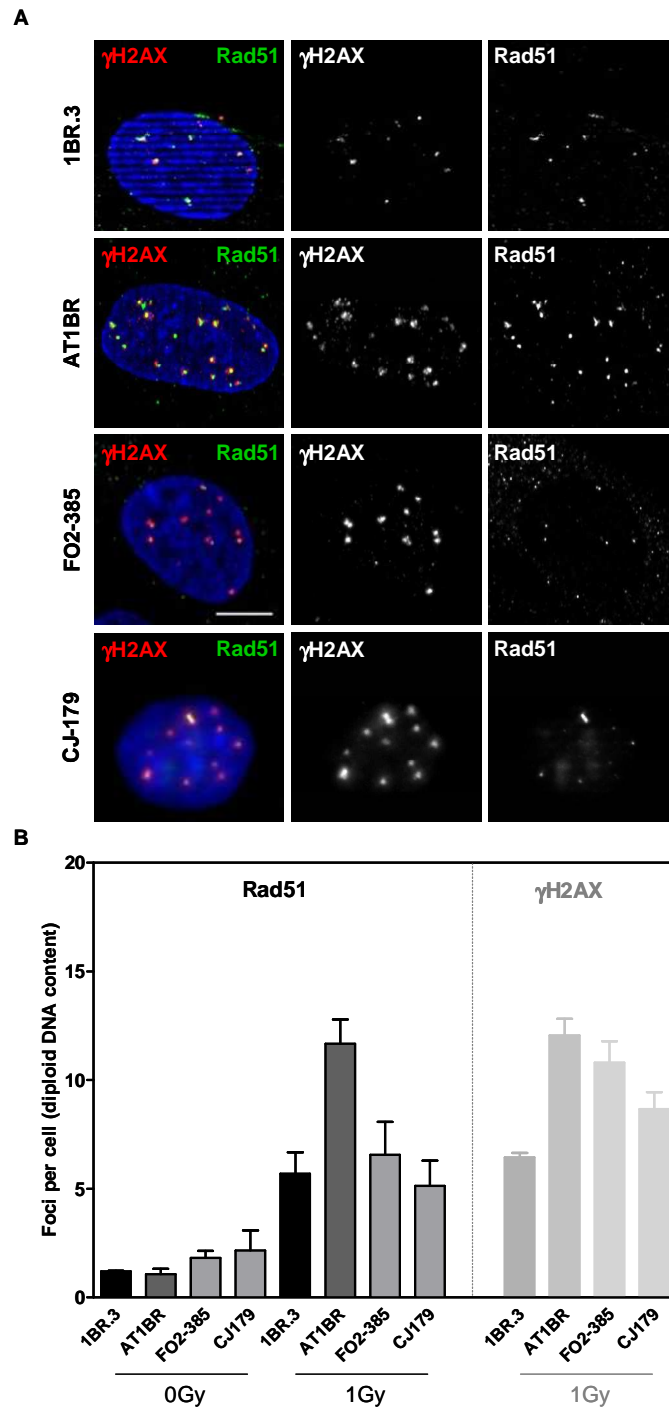 A
γH2AX Rad51 γH2AX Rad51
1BR.3
γH2AX Rad51 γH2AX Rad51
AT1BR
γH2AX Rad51 γH2AX Rad51
FO2-385
γH2AX Rad51 γH2AX Rad51
CJ-179
B
Foci per cell (diploid DNA content)
20
15
10
5
0
Rad51 γH2AX
1BR.3 AT1BR FO2-385 CJ179 1BR.3 AT1BR FO2-385 CJ179 1BR.3 AT1BR FO2-385 CJ179
0Gy 1Gy 1Gy